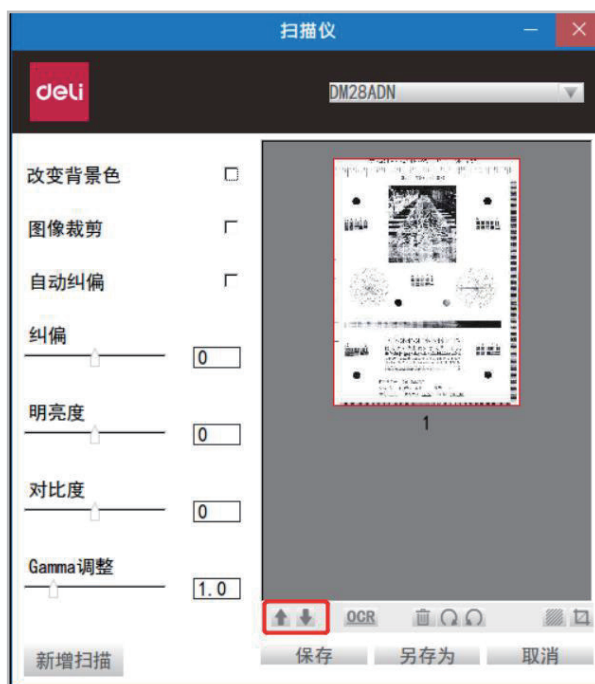 扫描仪
deli
DM28ADN
改变背景色
图像裁剪
自动纠偏
纠偏
0
明亮度
0
对比度
0
Gamma调整
1.0
1
OCR
新增扫描
保存
另存为
取消